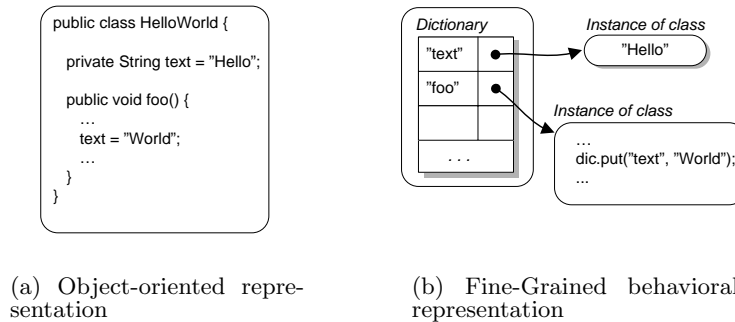 public class HelloWorld {
private String text = ”Hello”;
public void foo() {
…
text = ”World”;
…
}
}
(a) Object-oriented repre-
sentation
Dictionary
”text”
”foo”
. . .
Instance of class
”Hello”
Instance of class
…
dic.put(”text”, ”World”);
...
(b) Fine-Grained behavioral
representation